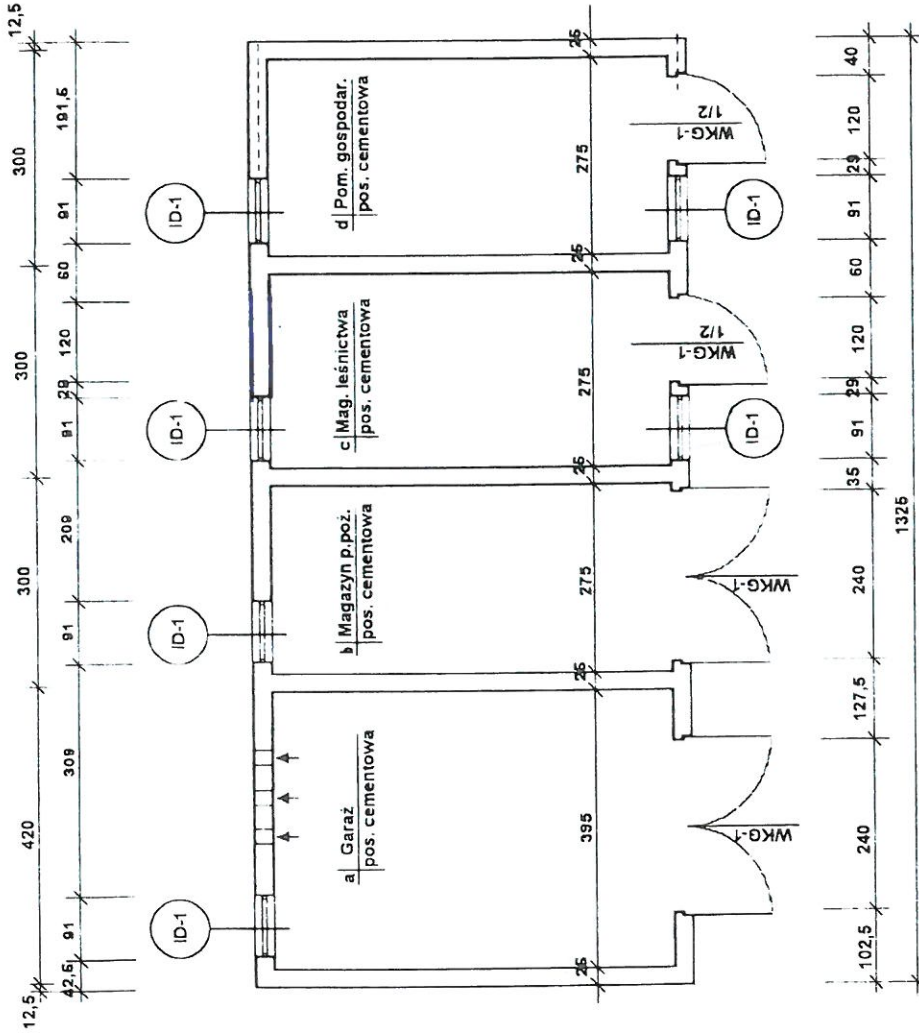 12,5 420 300 300 300 12,5
42,5 91 309 91 209 91 29 120 60 91 191,5
ID-1 ID-1 ID-1 ID-1
a Garaż
pos. cementowa
b Magazyn p.poż.
pos. cementowa
c Mag. leśnictwa
pos. cementowa
d Pom. gospodar.
pos. cementowa
25 395 25 275 25 275 25 275 25
WKG-1
WKG-1
ID-1
WKG-1
1/2
ID-1
WKG-1
1/2
102,5 240 127,5 240 35 91 29 120 60 91 29 120 40
1325